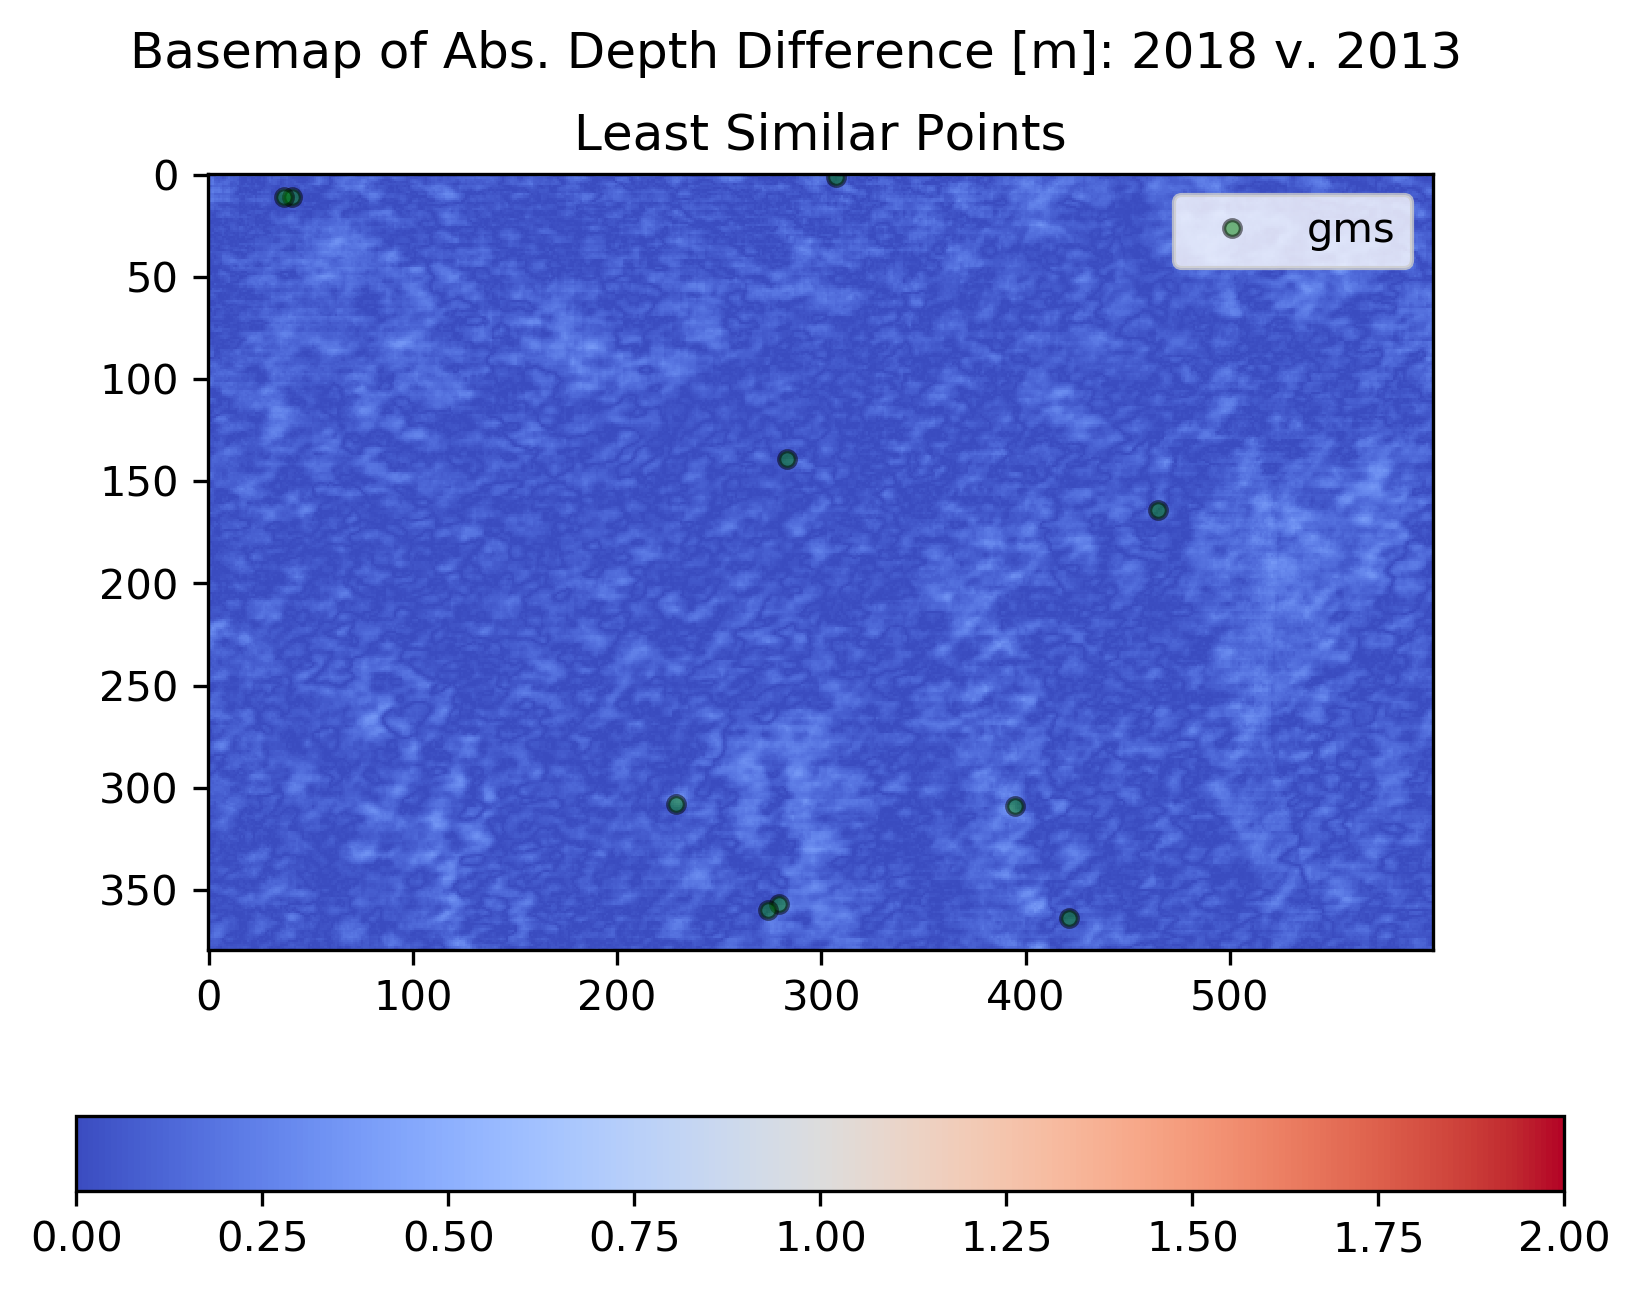 Basemap of Abs. Depth Difference [m]: 2018 v. 2013
Least Similar Points
gms
0
50
100
150
200
250
300
350
0 100 200 300 400 500
0.00 0.25 0.50 0.75 1.00 1.25 1.50 1.75 2.00